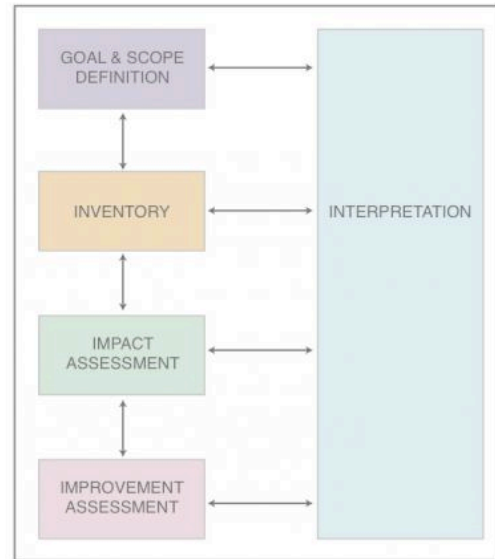 GOAL & SCOPE
DEFINITION
INVENTORY
INTERPRETATION
IMPACT
ASSESSMENT
IMPROVEMENT
ASSESSMENT